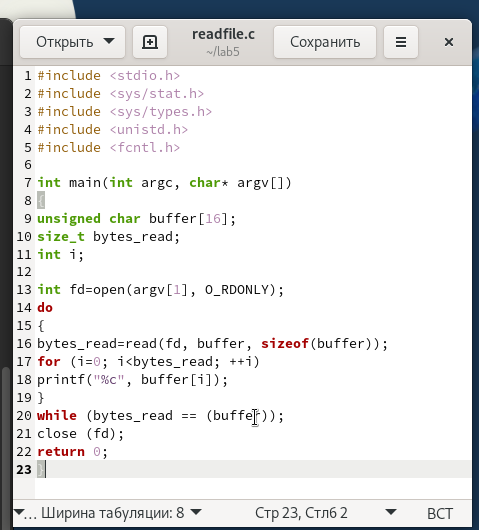 Открыть
readfile.c
~/lab5
Сохранить
1 #include <stdio.h>
2 #include <sys/stat.h>
3 #include <sys/types.h>
4 #include <unistd.h>
5 #include <fcntl.h>
6
7 int main(int argc, char* argv[])
8 {
9 unsigned char buffer[16];
10 size_t bytes_read;
11 int i;
12
13 int fd=open(argv[1], O_RDONLY);
14 do
15 {
16 bytes_read=read(fd, buffer, sizeof(buffer));
17 for (i=0; i<bytes_read; ++i)
18 printf("%c", buffer[i]);
19 }
20 while (bytes_read == (buffer));
21 close (fd);
22 return 0;
23 }
… Ширина табуляции: 8
Стр 23, Стлб 2
ВСТ